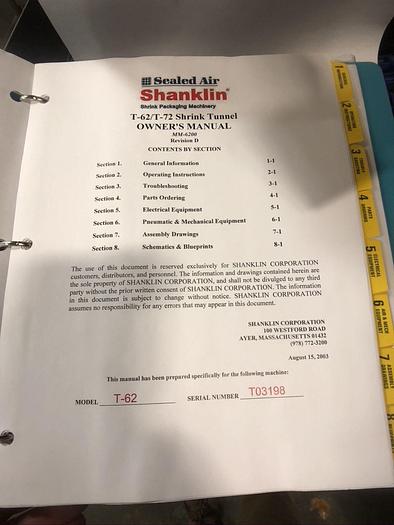 Sealed Air
Shanklin®
Shrink Packaging Machinery
T-62/T-72 Shrink Tunnel
OWNER'S MANUAL
MM-6200
Revision D
CONTENTS BY SECTION
Section 1. General Information 1-1
Section 2. Operating Instructions 2-1
Section 3. Troubleshooting 3-1
Section 4. Parts Ordering 4-1
Section 5. Electrical Equipment 5-1
Section 6. Pneumatic & Mechanical Equipment 6-1
Section 7. Assembly Drawings 7-1
Section 8. Schematics & Blueprints 8-1
The use of this document is reserved exclusively for SHANKLIN CORPORATION
customers, distributors, and personnel. The information and drawings contained herein are
the sole property of SHANKLIN CORPORATION, and shall not be divulged to any third
party without the prior written consent of SHANKLIN CORPORATION. The information
in this document is subject to change without notice. SHANKLIN CORPORATION
assumes no responsibility for any errors that may appear in this document.
SHANKLIN CORPORATION
100 WESTFORD ROAD
AYER, MASSACHUSETTS 01432
(978) 772-3200
August 15, 2003
This manual has been prepared specifically for the following machine:
MODEL T-62 SERIAL NUMBER T03198
1
2
3
4
5
6
7
8